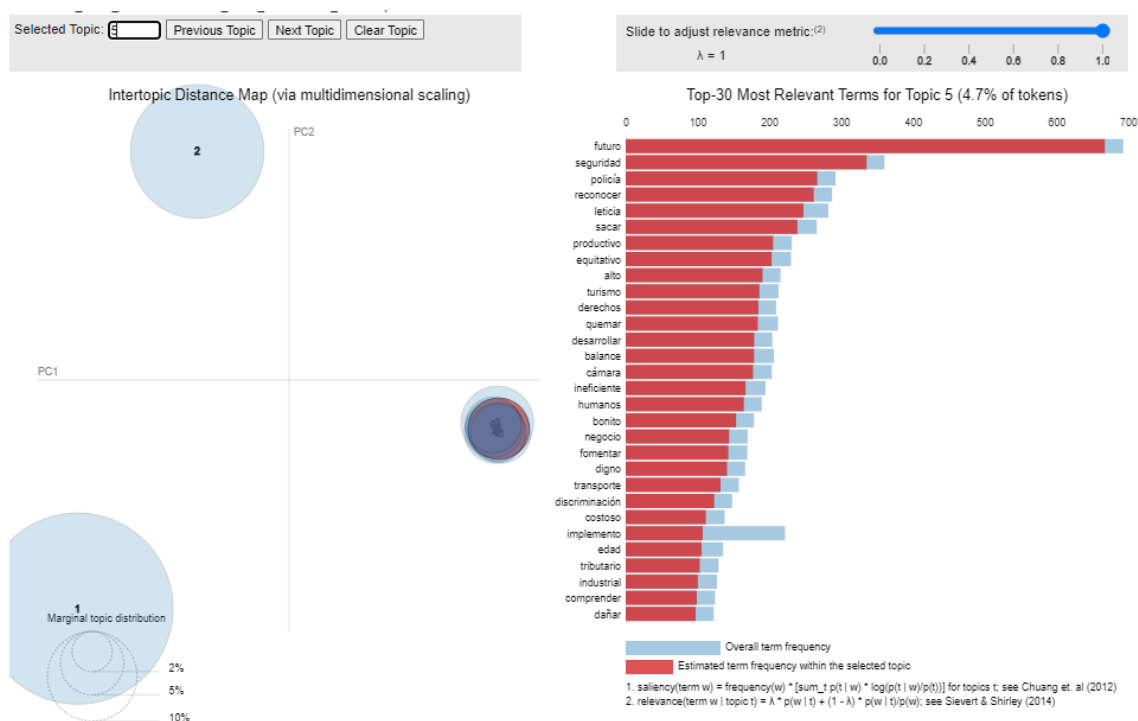 Selected Topic: 5 Previous Topic Next Topic Clear Topic
Slide to adjust relevance metric:(2)
λ = 1
0.0 0.2 0.4 0.6 0.8 1.0
Intertopic Distance Map (via multidimensional scaling)
PC2
2
PC1
1
Marginal topic distribution
2%
5%
10%
Top-30 Most Relevant Terms for Topic 5 (4.7% of tokens)
0 100 200 300 400 500 600 700
futuro
seguridad
policía
reconocer
leticia
sacar
productivo
equitativo
alto
turismo
derechos
quemar
desarrollar
balance
cámara
ineficiente
humanos
bonito
negocio
fomentar
digno
transporte
discriminación
costoso
implemento
edad
tributario
industrial
comprender
dañar
Overall term frequency
Estimated term frequency within the selected topic
1. saliency(term w) = frequency(w) * [sum_t p(t | w) * log(p(t | w)/p(t))] for topics t; see Chuang et. al (2012)
2. relevance(term w | topic t) = λ * p(w | t) + (1 - λ) * p(w | t)/p(w); see Sievert & Shirley (2014)